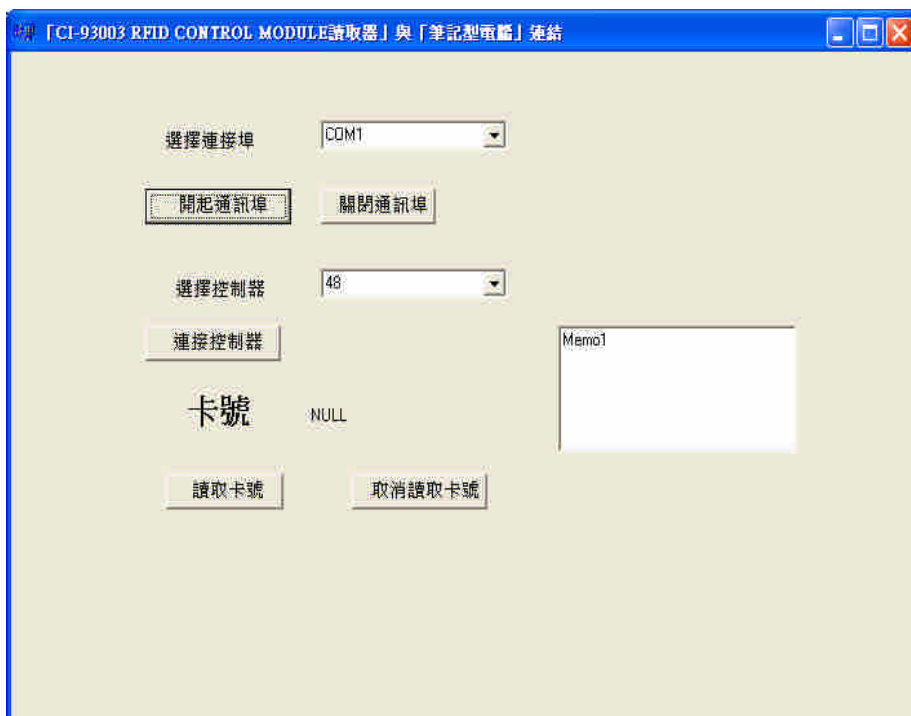 「CI-93003 RFID CONTROL MODULE讀取器」與「筆記型電腦」連結
選擇連接埠 COM1
開起通訊埠 關閉通訊埠
選擇控制器 48
連接控制器
Memo1
卡號 NULL
讀取卡號 取消讀取卡號